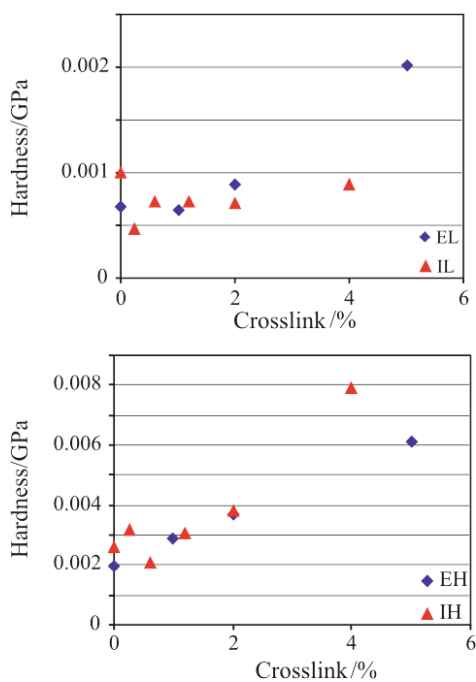 Hardness/GPa
0.002
0.001
0
0 2 4 6
Crosslink/%
EL
IL
Hardness/GPa
0.008
0.006
0.004
0.002
0
0 2 4 6
Crosslink/%
EH
IH